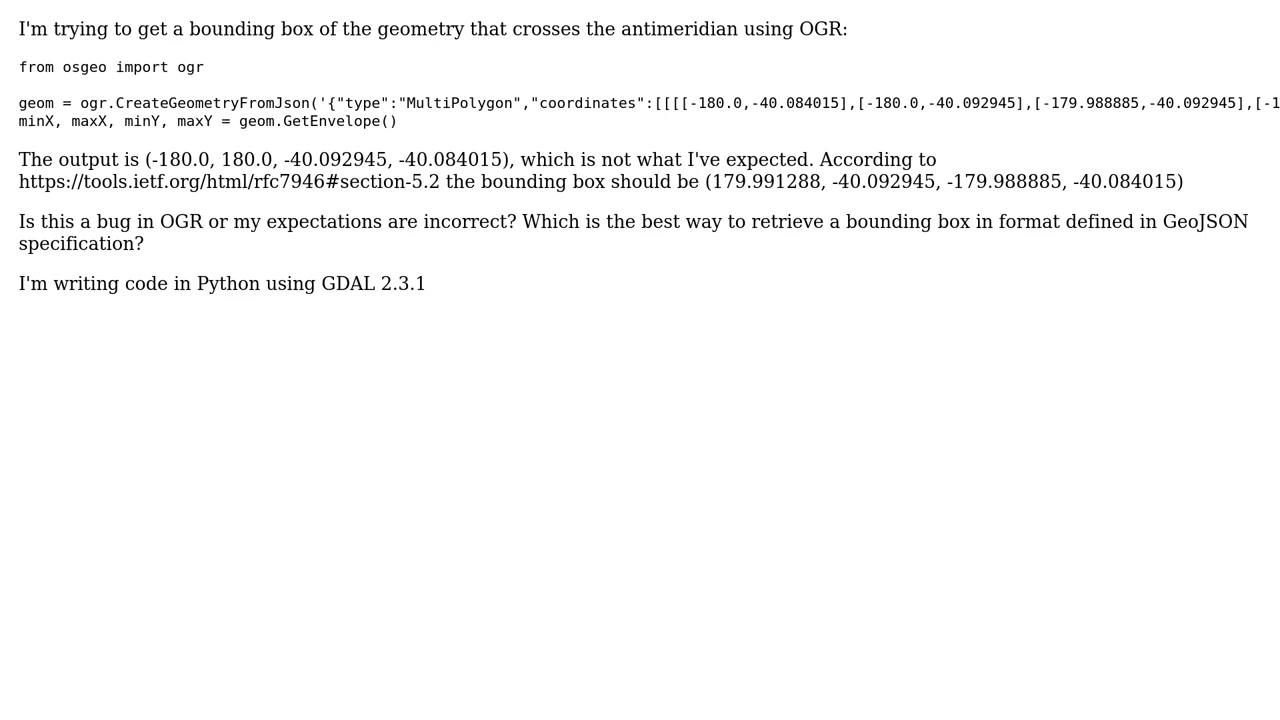 I'm trying to get a bounding box of the geometry that crosses the antimeridian using OGR:
from osgeo import ogr
geom = ogr.CreateGeometryFromJson('{"type":"MultiPolygon","coordinates":[[[[-180.0,-40.084015],[-180.0,-40.092945],[-179.988885,-40.092945],[-1
minX, maxX, minY, maxY = geom.GetEnvelope()
The output is (-180.0, 180.0, -40.092945, -40.084015), which is not what I've expected. According to
https://tools.ietf.org/html/rfc7946#section-5.2 the bounding box should be (179.991288, -40.092945, -179.988885, -40.084015)
Is this a bug in OGR or my expectations are incorrect? Which is the best way to retrieve a bounding box in format defined in GeoJSON
specification?
I'm writing code in Python using GDAL 2.3.1